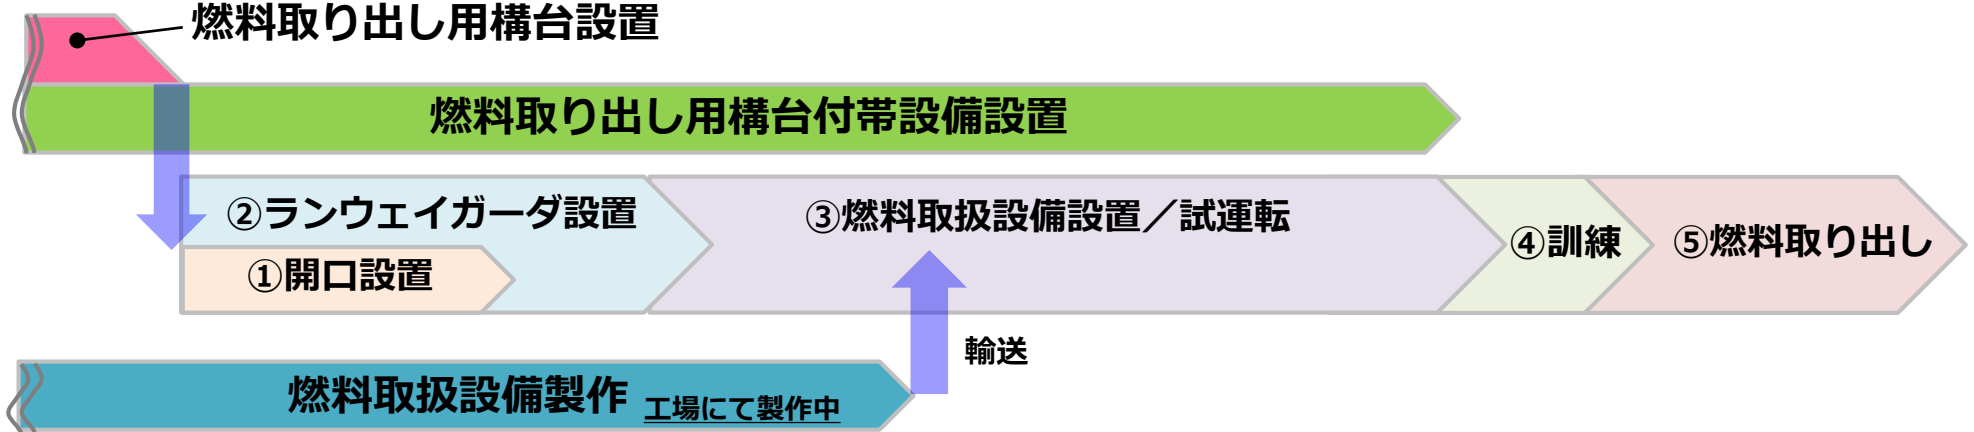 燃料取り出し用構台設置
燃料取り出し用構台付帯設備設置
②ランウェイガーダ設置
①開口設置
③燃料取扱設備設置／試運転
④訓練
⑤燃料取り出し
輸送
燃料取扱設備製作 工場にて製作中